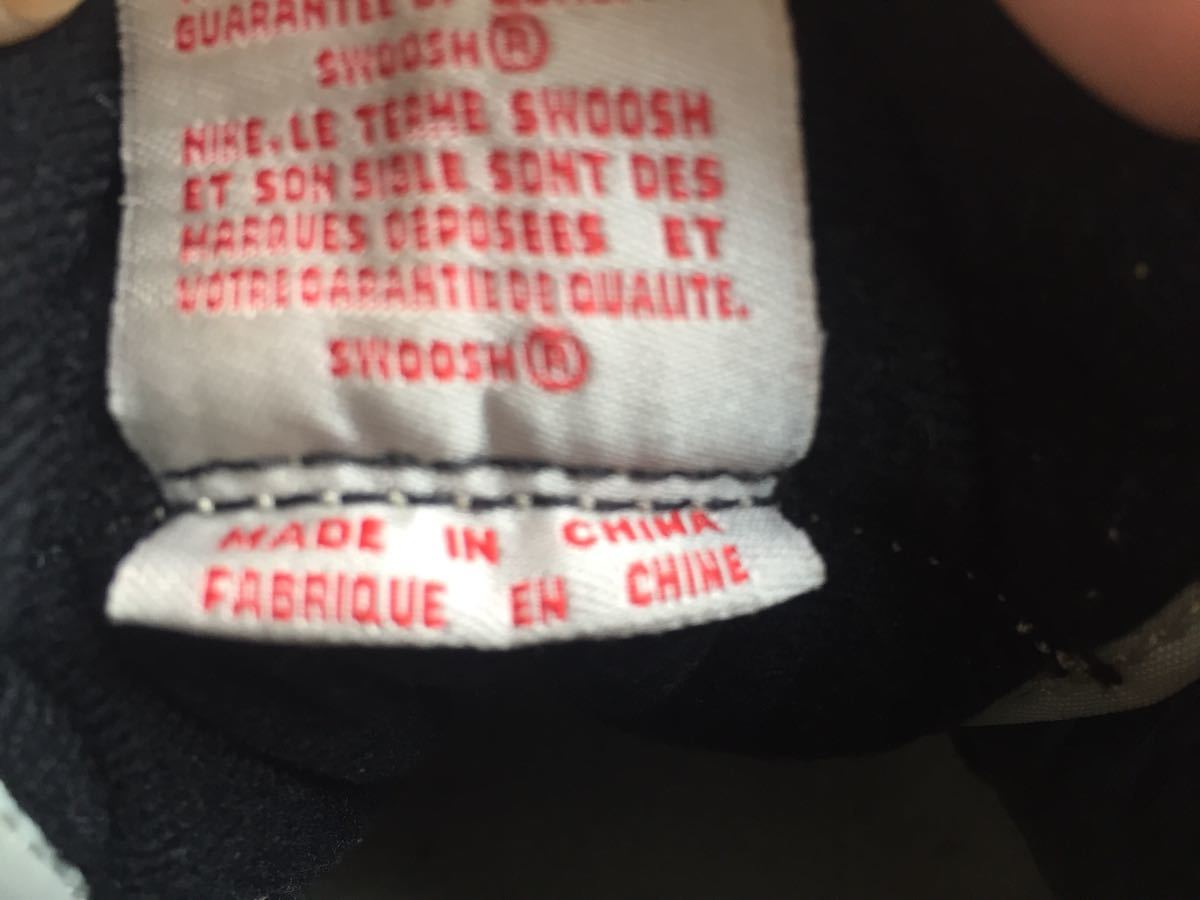 GUARANTEE OF
SWOOSH®
NIKE, LE TERME SWOOSH
ET SON SIGLE SONT DES
MARQUES DEPOSEES ET
VOTRE GARANTIE DE QUALITE.
SWOOSH®
MADE IN CHINA
FABRIQUE EN CHINE